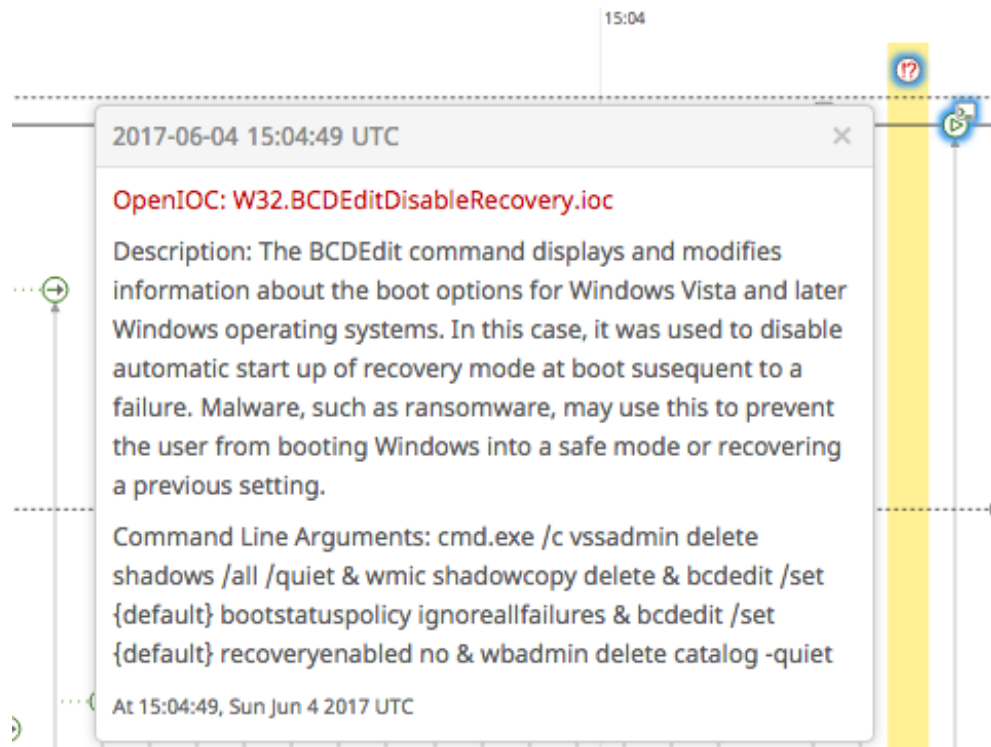 15:04
!?
2017-06-04 15:04:49 UTC
OpenIOC: W32.BCDEditDisableRecovery.ioc
Description: The BCDEdit command displays and modifies
information about the boot options for Windows Vista and later
Windows operating systems. In this case, it was used to disable
automatic start up of recovery mode at boot susequent to a
failure. Malware, such as ransomware, may use this to prevent
the user from booting Windows into a safe mode or recovering
a previous setting.
Command Line Arguments: cmd.exe /c vssadmin delete
shadows /all /quiet & wmic shadowcopy delete & bcdedit /set
{default} bootstatuspolicy ignoreallfailures & bcdedit /set
{default} recoveryenabled no & wbadmin delete catalog -quiet
At 15:04:49, Sun Jun 4 2017 UTC